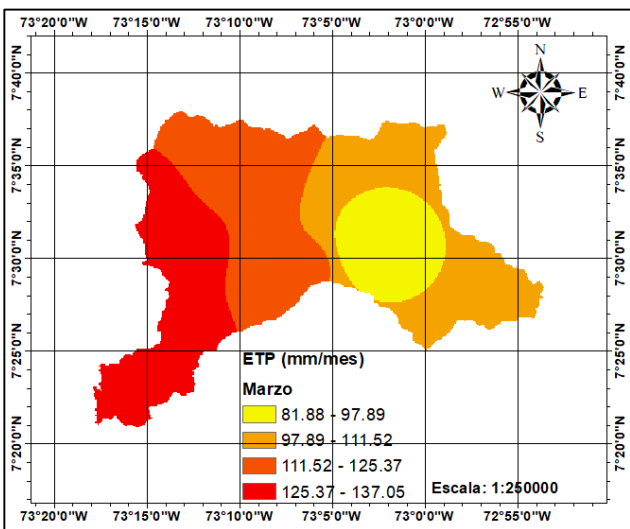 73°20'0"W 73°15'0"W 73°10'0"W 73°5'0"W 73°0'0"W 72°55'0"W
7°40'0"N 7°40'0"N
N
W E
S
7°35'0"N 7°35'0"N
7°30'0"N 7°30'0"N
7°25'0"N 7°25'0"N
ETP (mm/mes)
Marzo
81.88 - 97.89
97.89 - 111.52
7°20'0"N 7°20'0"N
111.52 - 125.37
125.37 - 137.05 Escala: 1:250000
73°20'0"W 73°15'0"W 73°10'0"W 73°5'0"W 73°0'0"W 72°55'0"W